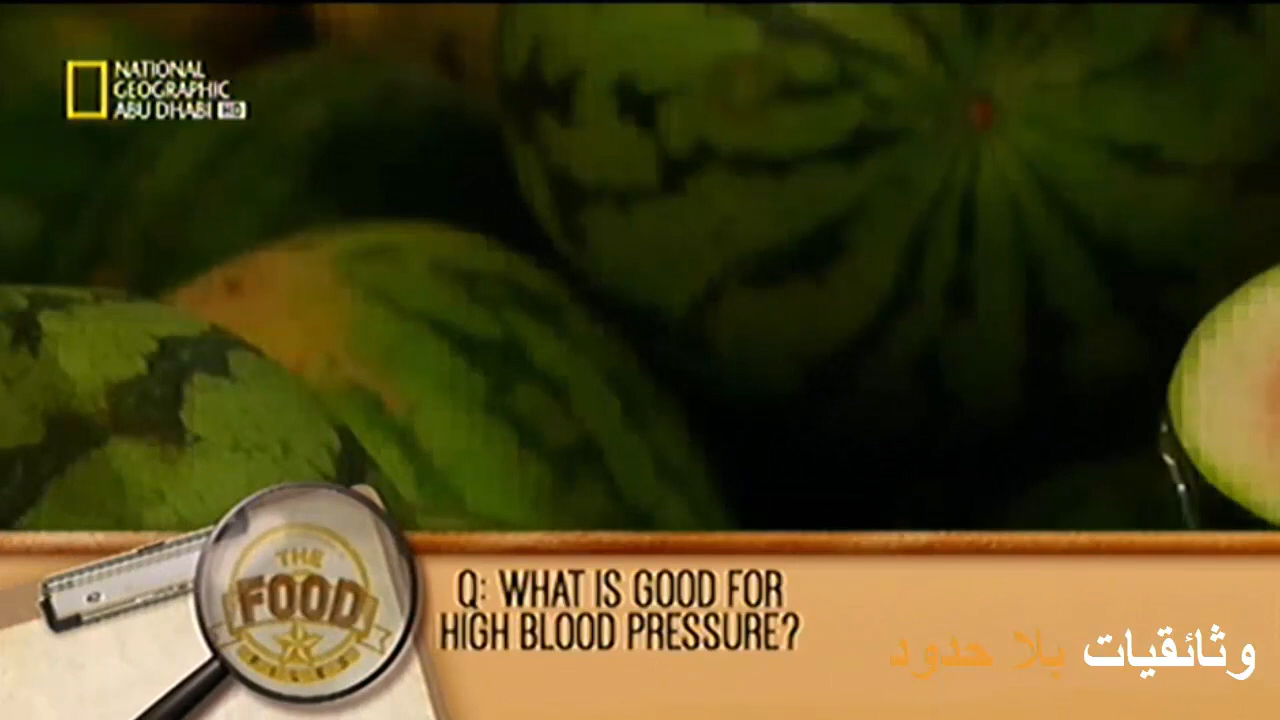 NATIONAL
GEOGRAPHIC
ABU DHABI HD
THE
FOOD
Q: WHAT IS GOOD FOR
HIGH BLOOD PRESSURE?
وثائقيات بلا حدود